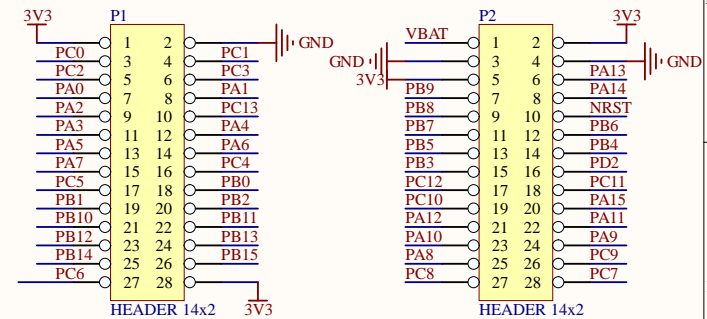 3V3 P1
1 2 GND
PC0 3 4 PC1
PC2 5 6 PC3
PA0 7 8 PA1
PA2 9 10 PC13
PA3 11 12 PA4
PA5 13 14 PA6
PA7 15 16 PC4
PC5 17 18 PB0
PB1 19 20 PB2
PB10 21 22 PB11
PB12 23 24 PB13
PB14 25 26 PB15
PC6 27 28
HEADER 14x2 3V3
P2 3V3
VBAT 1 2
GND 3 4 GND
3V3 5 6 PA13
PB9 7 8 PA14
PB8 9 10 NRST
PB7 11 12 PB6
PB5 13 14 PB4
PB3 15 16 PD2
PC12 17 18 PC11
PC10 19 20 PA15
PA12 21 22 PA11
PA10 23 24 PA9
PA8 25 26 PC9
PC8 27 28 PC7
HEADER 14x2